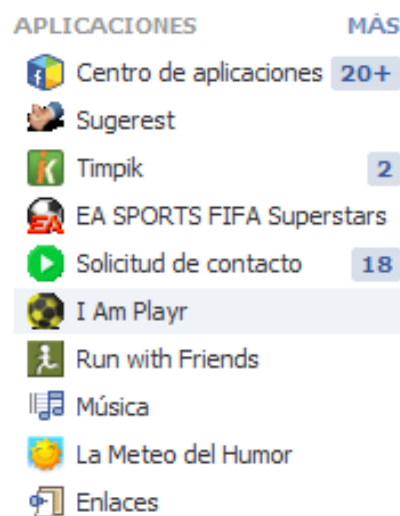 APLICACIONES MÁS
Centro de aplicaciones 20+
Sugerest
Timpik 2
EA SPORTS FIFA Superstars
Solicitud de contacto 18
I Am Playr
Run with Friends
Música
La Meteo del Humor
Enlaces